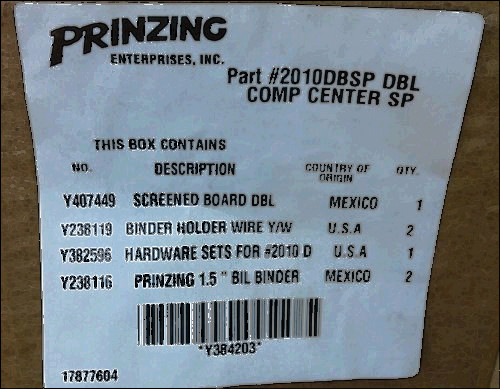 PRINZING
ENTERPRISES, INC.
Part #2010DBSP DBL
COMP CENTER SP
THIS BOX CONTAINS
NO. DESCRIPTION COUNTRY OF ORIGIN QTY.
Y407449 SCREENED BOARD DBL MEXICO 1
Y238119 BINDER HOLDER WIRE Y/W U.S.A 2
Y382596 HARDWARE SETS FOR #2010 D U.S.A 1
Y238116 PRINZING 1.5 " BIL BINDER MEXICO 2
*Y384203*
17877604